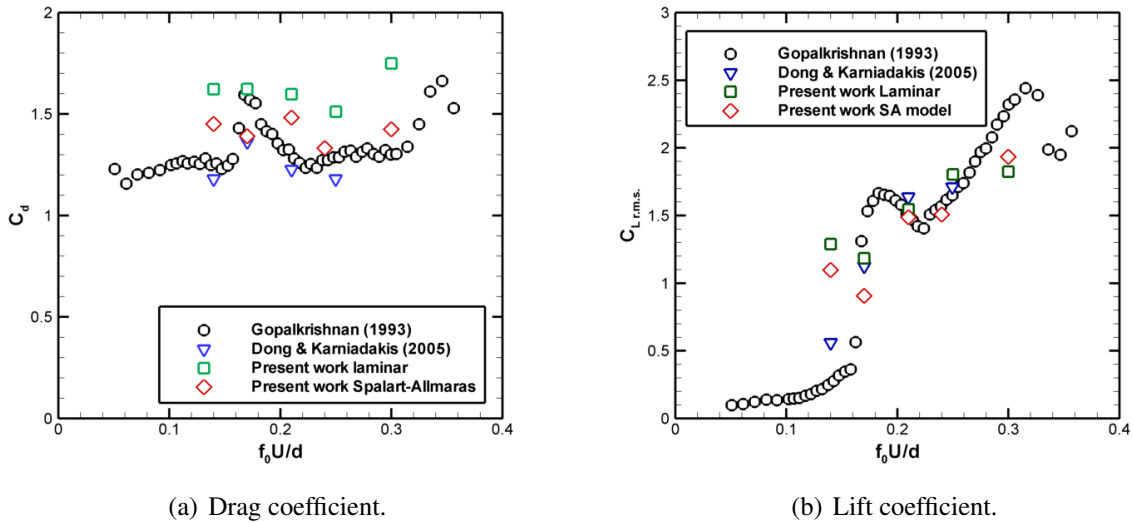 2
1.5
1
0.5
0
C_d
Gopalkrishnan (1993)
Dong & Karniadakis (2005)
Present work laminar
Present work Spalart-Allmaras
0 0.1 0.2 0.3 0.4
f_0U/d
(a) Drag coefficient.
3
2.5
2
1.5
1
0.5
0
C_L r.m.s.
Gopalkrishnan (1993)
Dong & Karniadakis (2005)
Present work Laminar
Present work SA model
0 0.1 0.2 0.3 0.4
f_0U/d
(b) Lift coefficient.